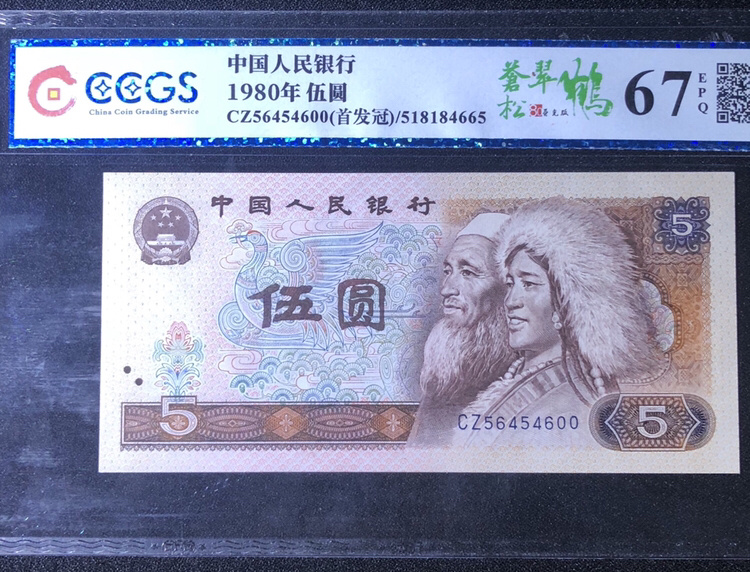 CCGS
China Coin Grading Service
中国人民银行
1980年 伍圆
CZ56454600(首发冠)/518184665
苍翠
松鹤
67
EPQ
中国人民银行
5
伍圆
5
CZ56454600
5